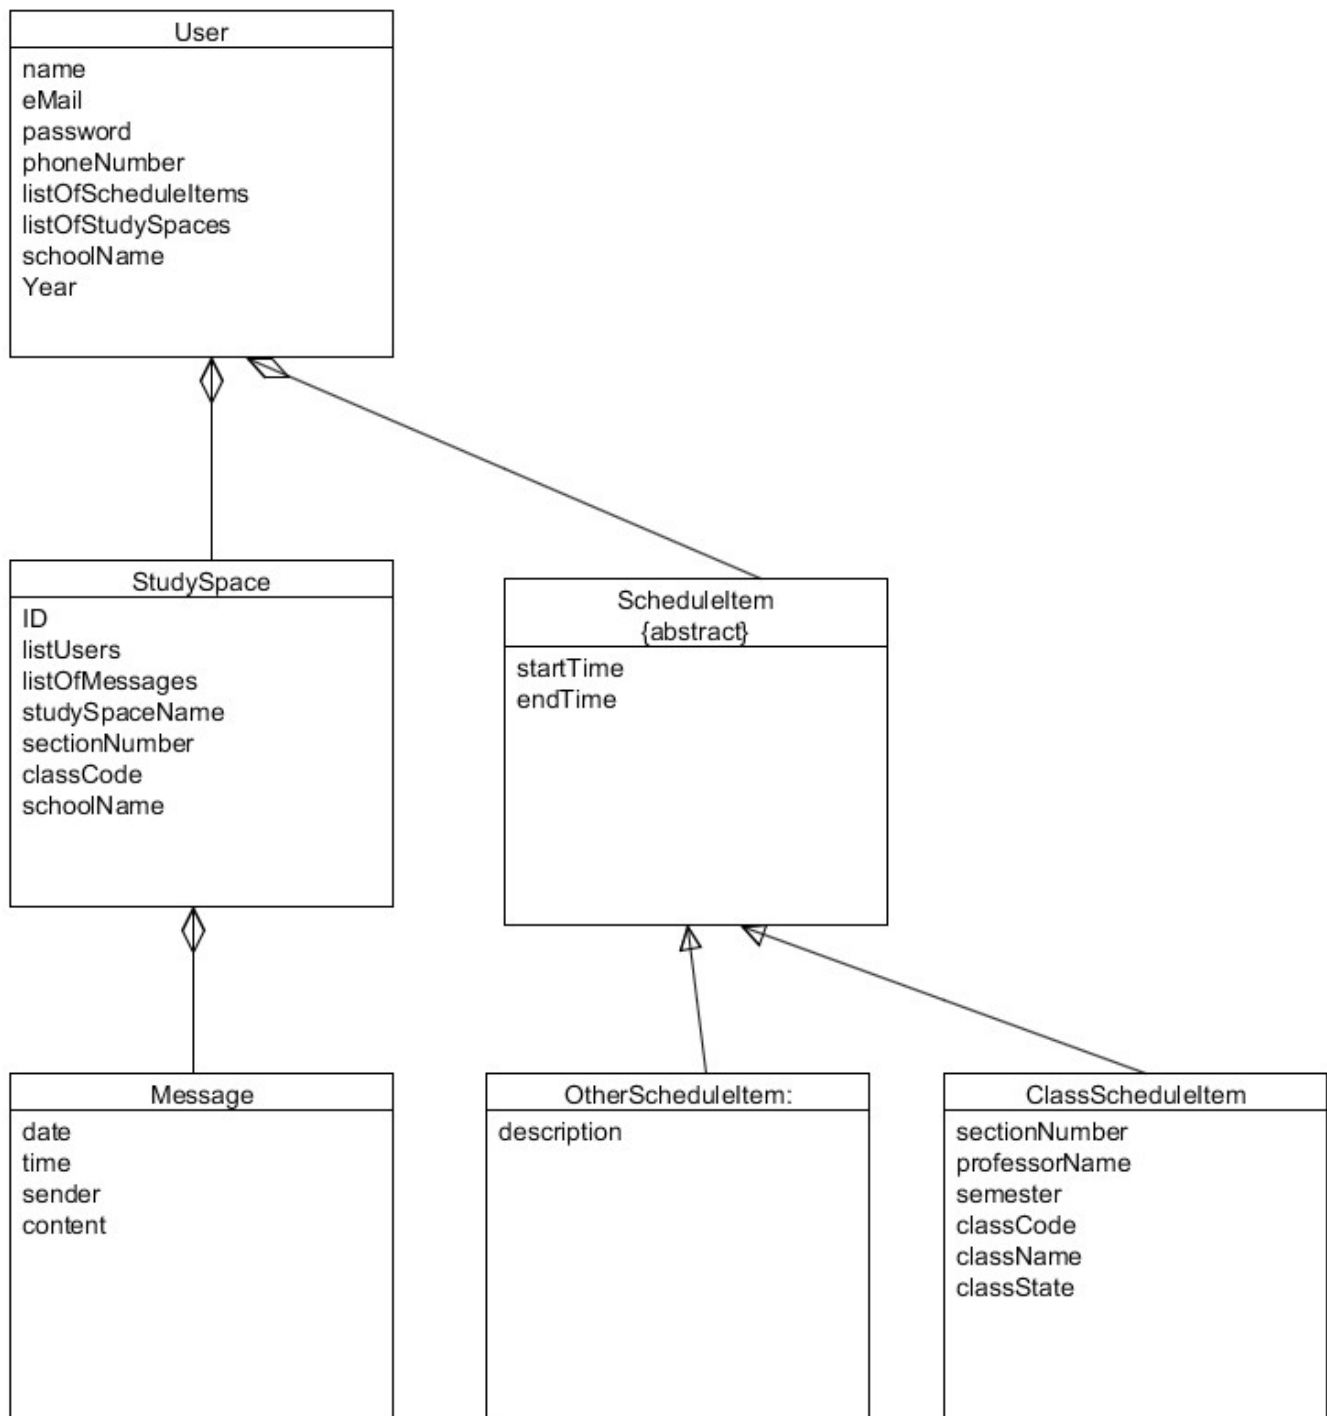 User
name
eMail
password
phoneNumber
listOfScheduleItems
listOfStudySpaces
schoolName
Year
StudySpace
ID
listUsers
listOfMessages
studySpaceName
sectionNumber
classCode
schoolName
ScheduleItem
{abstract}
startTime
endTime
Message
date
time
sender
content
OtherScheduleItem:
description
ClassScheduleItem
sectionNumber
professorName
semester
classCode
className
classState